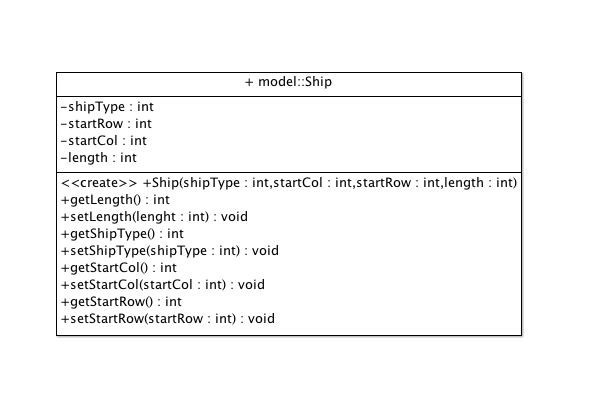 + model::Ship
-shipType : int
-startRow : int
-startCol : int
-length : int
<<create>> +Ship(shipType : int,startCol : int,startRow : int,length : int)
+getLength() : int
+setLength(lenght : int) : void
+getShipType() : int
+setShipType(shipType : int) : void
+getStartCol() : int
+setStartCol(startCol : int) : void
+getStartRow() : int
+setStartRow(startRow : int) : void